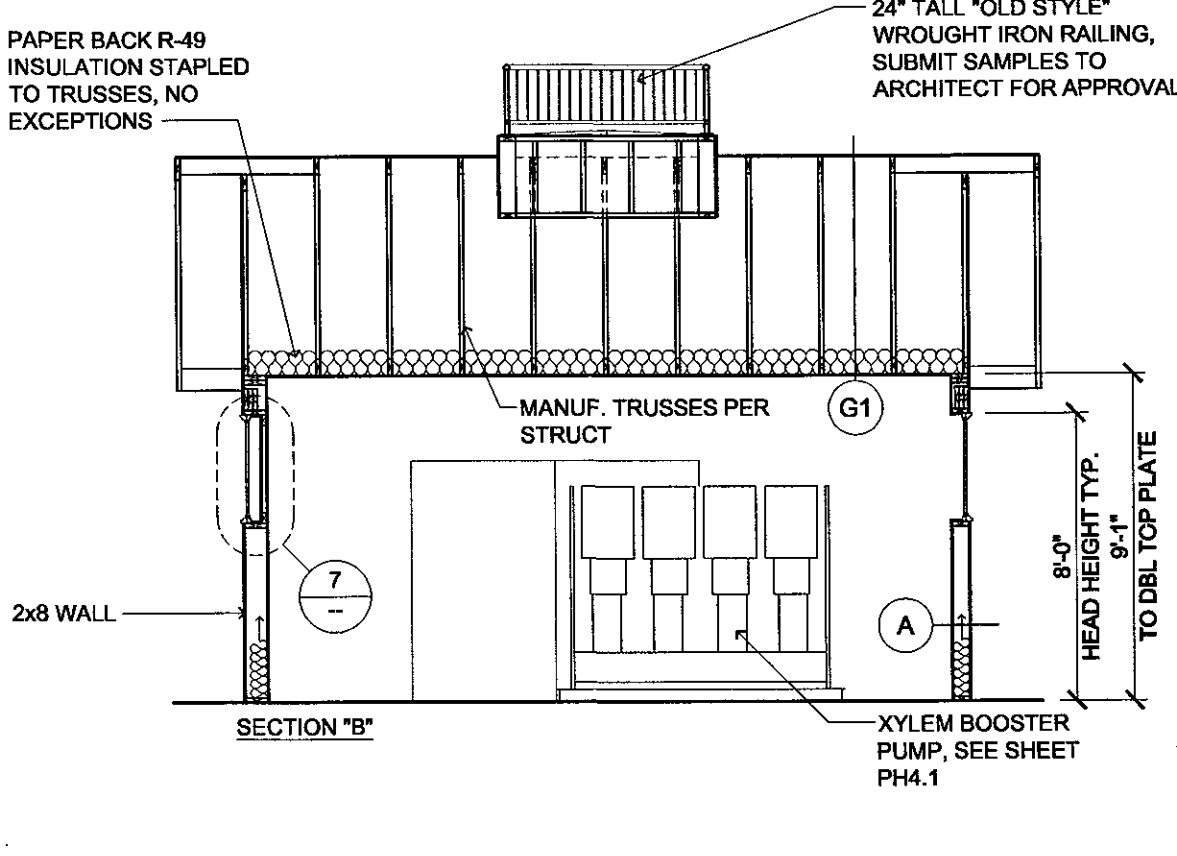 24" TALL "OLD STYLE"
WROUGHT IRON RAILING,
SUBMIT SAMPLES TO
ARCHITECT FOR APPROVAL
PAPER BACK R-49
INSULATION STAPLED
TO TRUSSES, NO
EXCEPTIONS
MANUF. TRUSSES PER
STRUCT
G1
7
--
2x8 WALL
A
8'-0"
HEAD HEIGHT TYP.
9'-1"
TO DBL TOP PLATE
SECTION "B"
XYLEM BOOSTER
PUMP, SEE SHEET
PH4.1